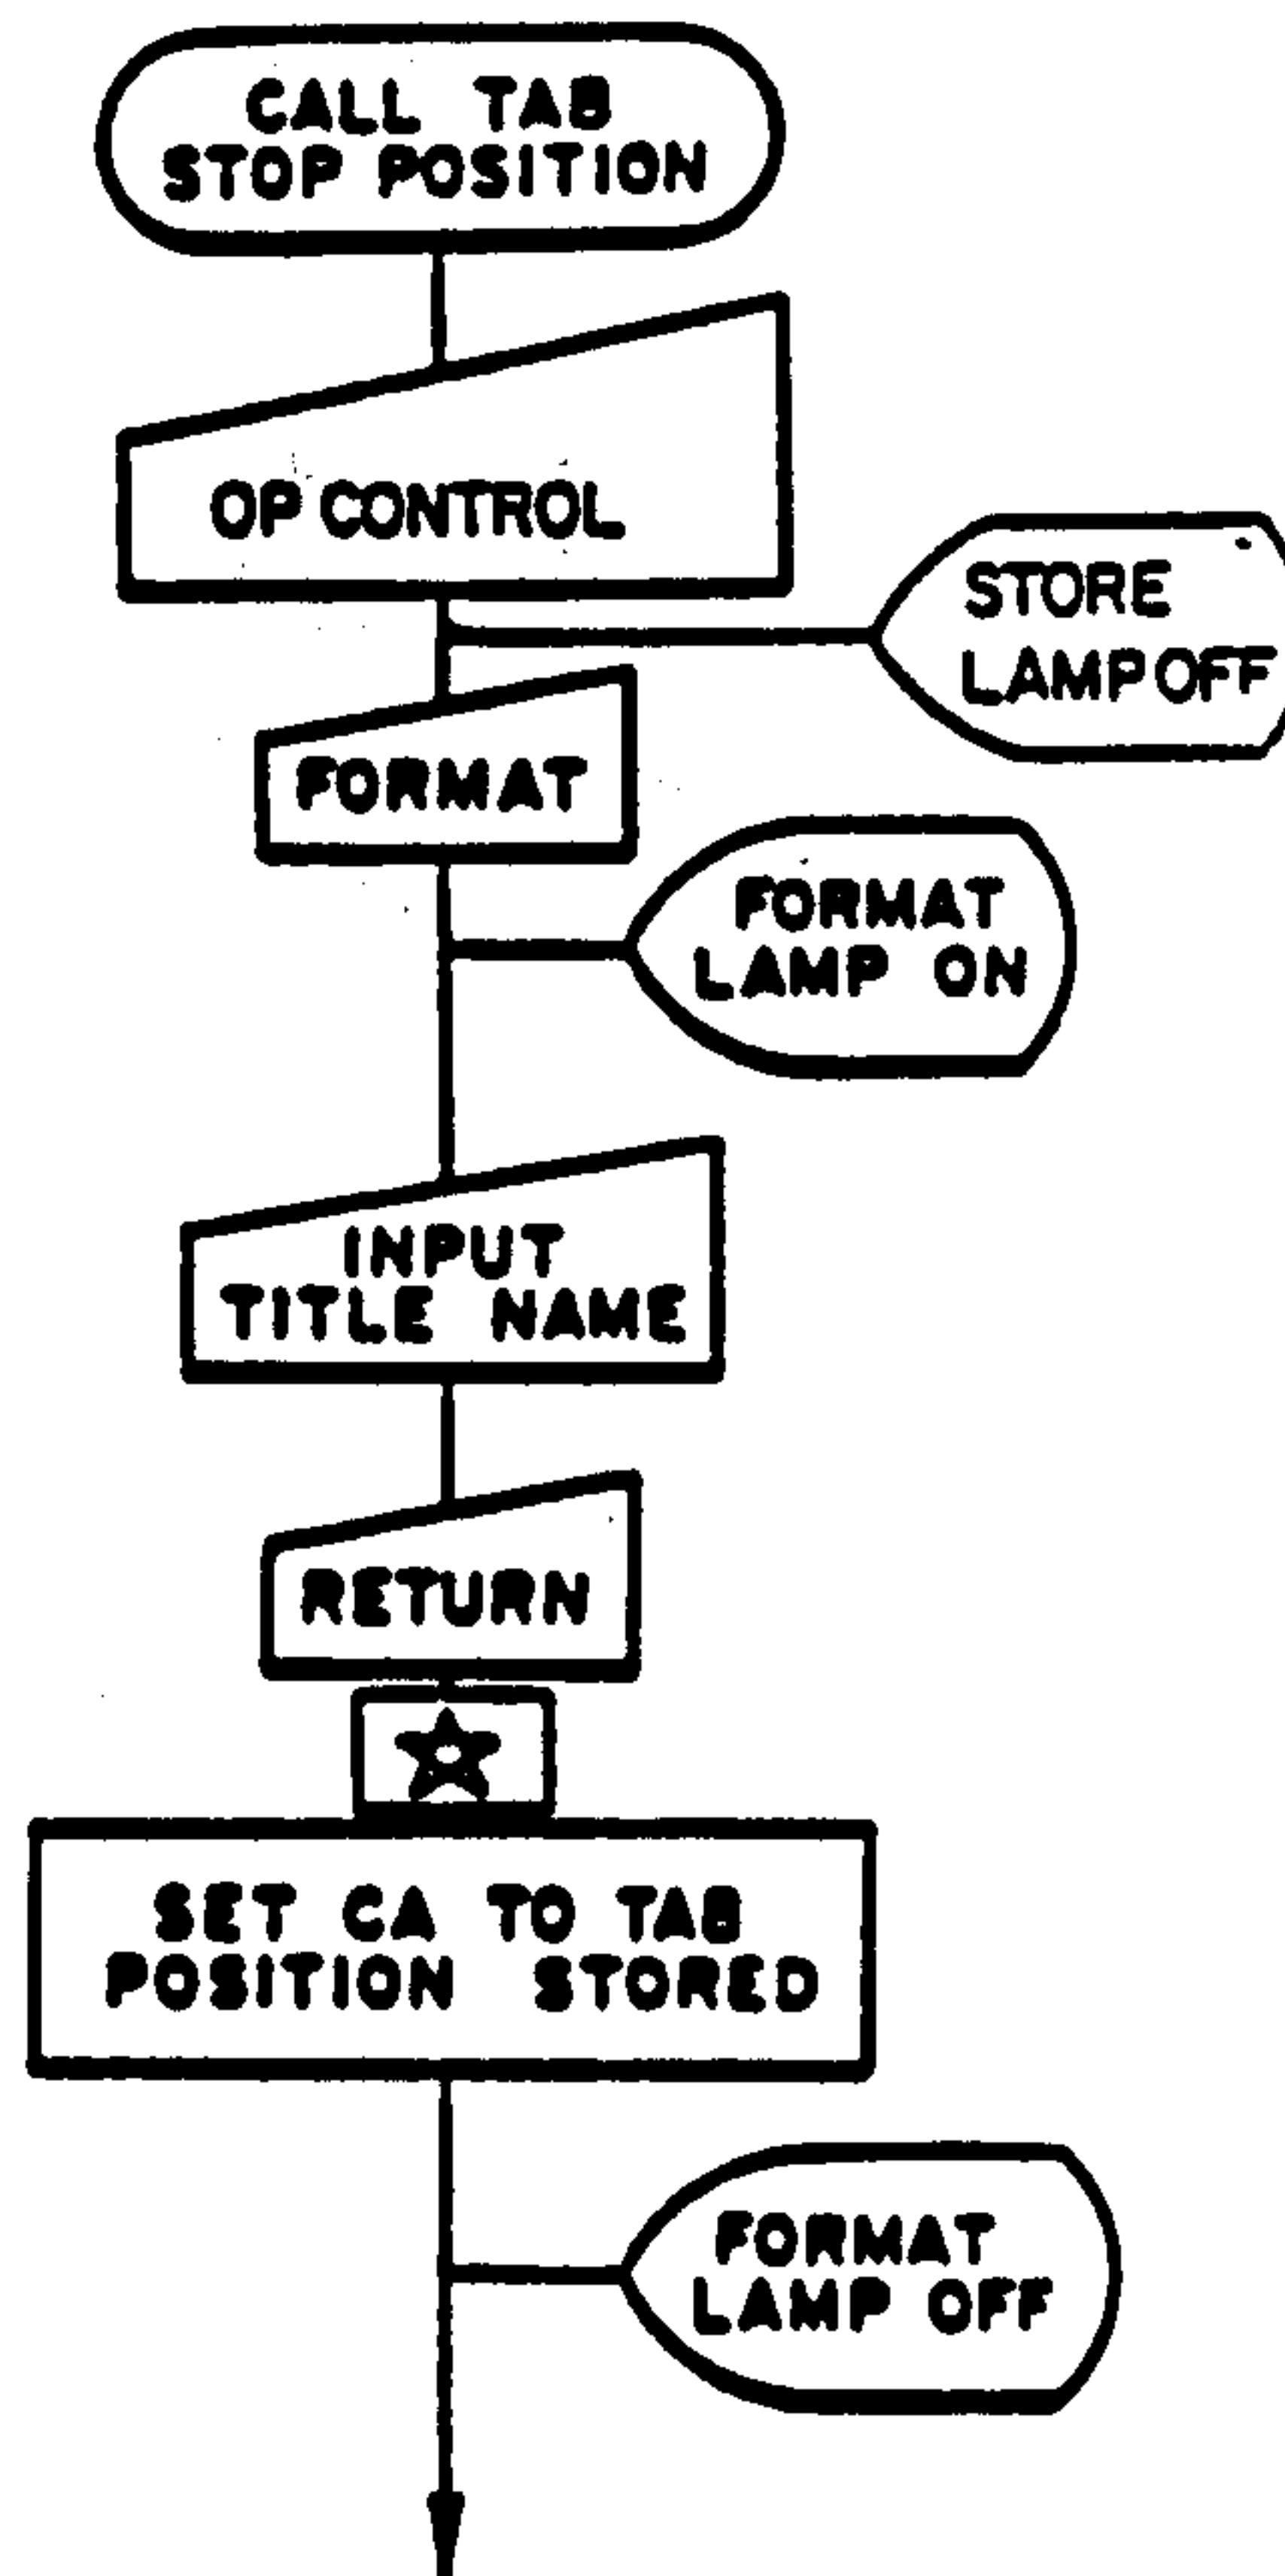 CALL TAB
STOP POSITION
OP CONTROL
STORE
LAMP OFF
FORMAT
FORMAT
LAMP ON
INPUT
TITLE NAME
RETURN
SET CA TO TAB
POSITION STORED
FORMAT
LAMP OFF